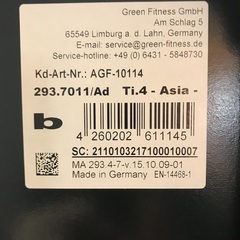 Green Fitness GmbH
Am Schlag 5
65549 Limburg a. d. Lahn, Germany
E-mail: service@green-fitness.de
Service-Hotline: +49 (0) 6431 - 5848730
Kd-Art-Nr.: AGF-10114
293.7011/Ad Ti.4 - Asia -
b
4 260202 611145
SC: 21101032171000010007
MA 293.4-7-v.15.10.09-01
Made in Germany EN-14468-1